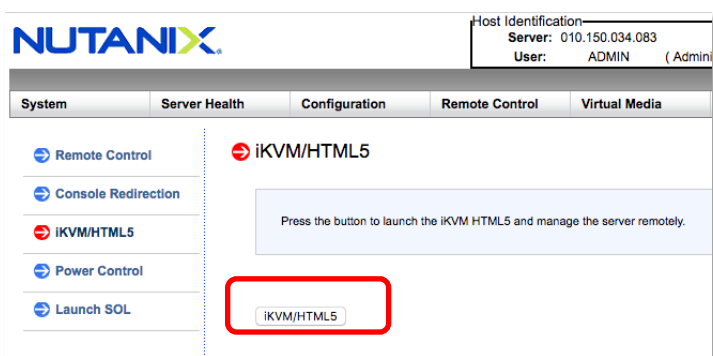 NUTANIX
Host Identification
Server: 010.150.034.083
User: ADMIN ( Admini
System Server Health Configuration Remote Control Virtual Media
Remote Control
Console Redirection
iKVM/HTML5
Power Control
Launch SOL
iKVM/HTML5
Press the button to launch the iKVM HTML5 and manage the server remotely.
iKVM/HTML5